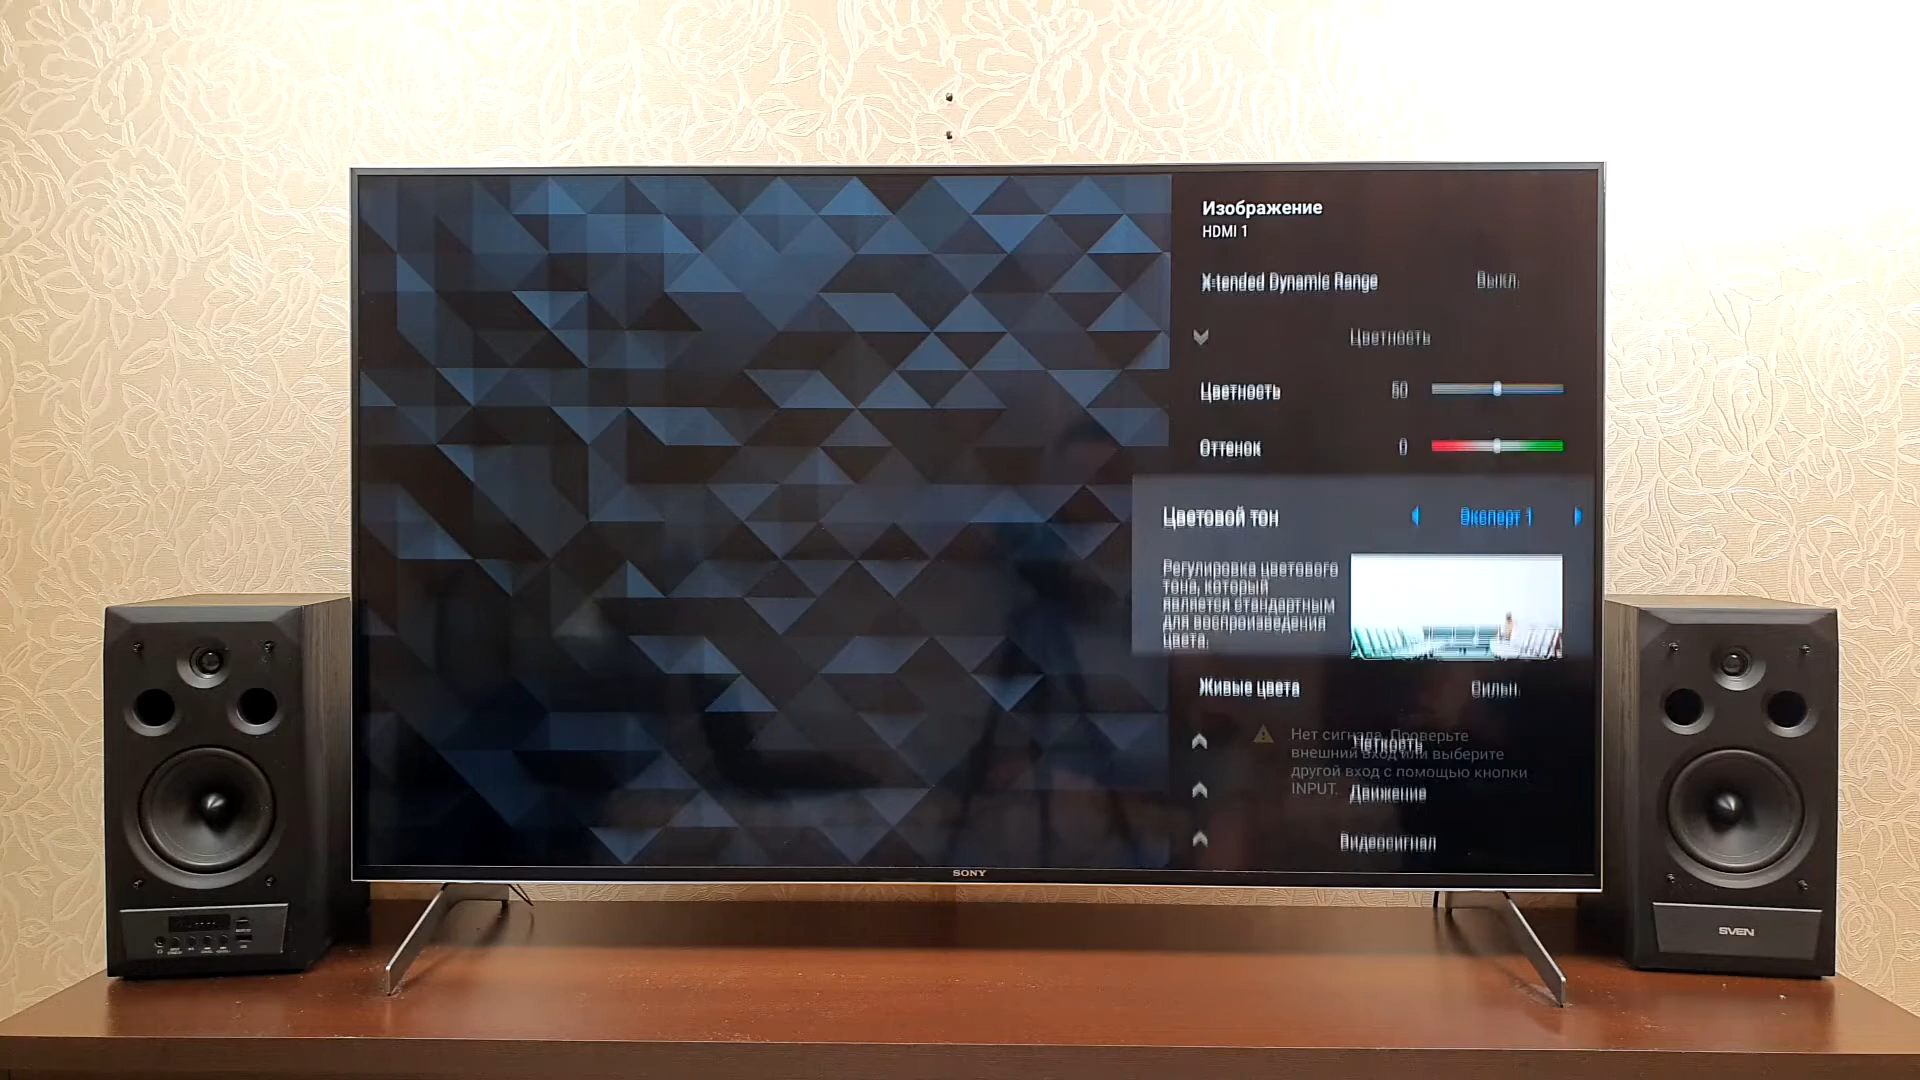 Изображение
HDMI 1
X-tended Dynamic Range Выкл.
Цветность
Цветность 50
Оттенок 0
Цветовой тон Эксперт 1
Регулировка цветового
тона, который
является стандартным
для воспроизведения
цвета.
Живые цвета Сильн.
Нет сигнала. Проверьте
Четкость
внешний вход или выберите
другой вход с помощью кнопки
INPUT.
Движение
Видеосигнал
SONY
SVEN